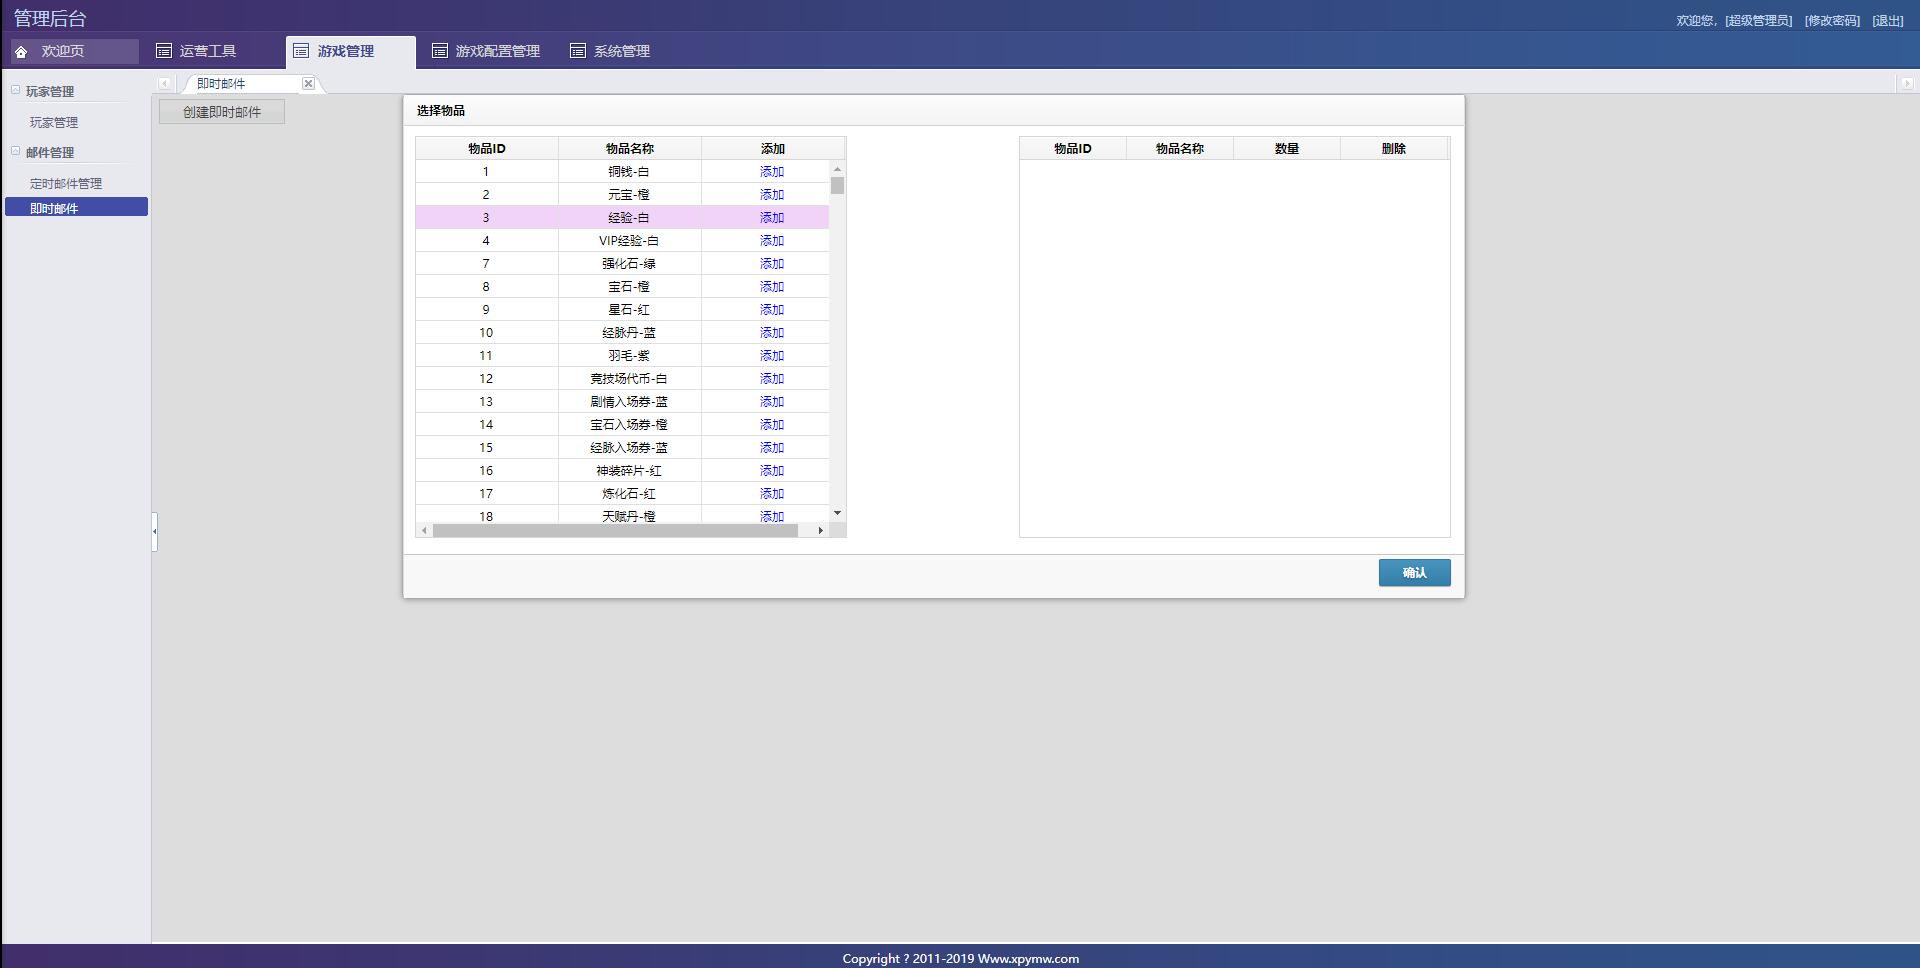 管理后台
欢迎您, [超级管理员] [修改密码] [退出]
欢迎页 运营工具 游戏管理 游戏配置管理 系统管理
玩家管理
玩家管理
邮件管理
定时邮件管理
即时邮件
即时邮件
创建即时邮件
选择物品
物品ID 物品名称 添加
1 铜钱-白 添加
2 元宝-橙 添加
3 经验-白 添加
4 VIP经验-白 添加
7 强化石-绿 添加
8 宝石-橙 添加
9 星石-红 添加
10 经脉丹-蓝 添加
11 羽毛-紫 添加
12 竞技场代币-白 添加
13 剧情入场券-蓝 添加
14 宝石入场券-橙 添加
15 经脉入场券-蓝 添加
16 神装碎片-红 添加
17 炼化石-红 添加
18 天赋丹-橙 添加
物品ID 物品名称 数量 删除
确认
Copyright ? 2011-2019 Www.xpymw.com